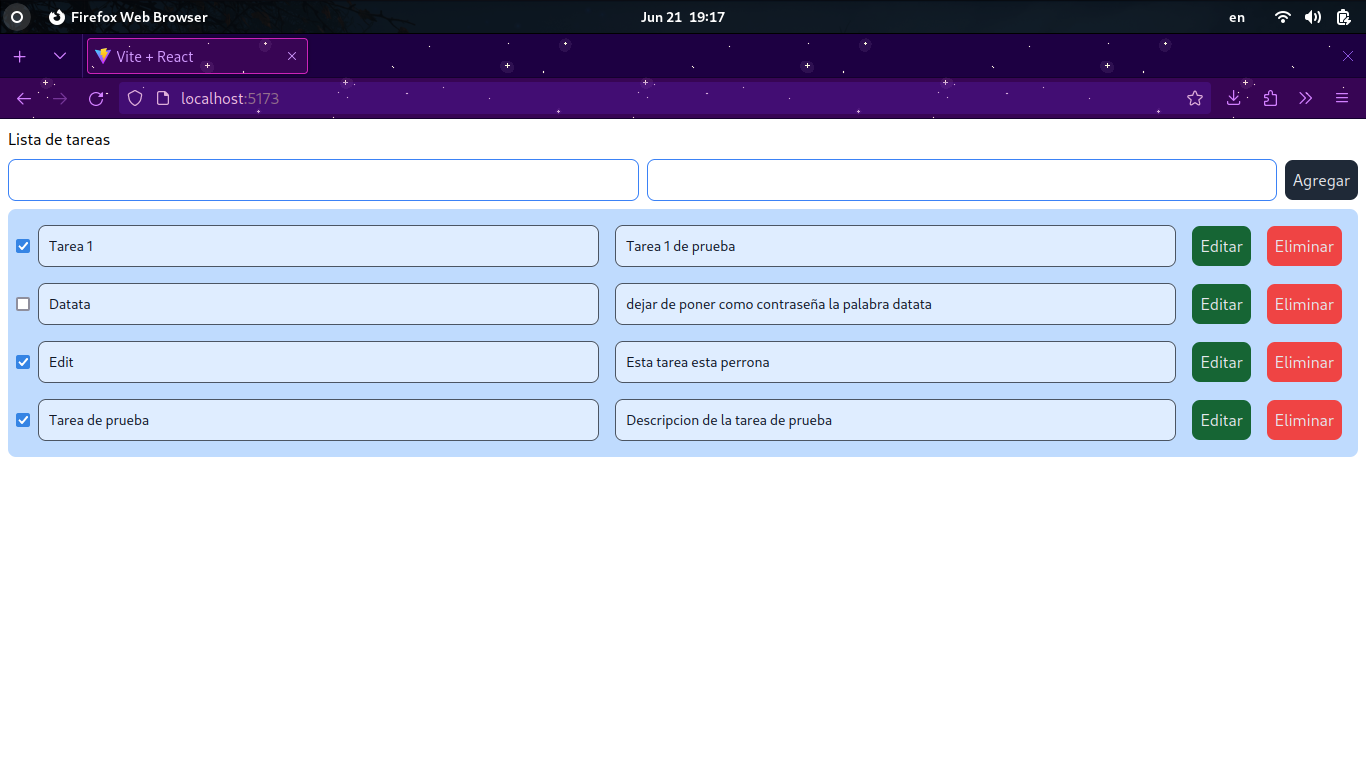 Firefox Web Browser Jun 21 19:17 en
Vite + React
localhost:5173
Lista de tareas
Agregar
Tarea 1 Tarea 1 de prueba Editar Eliminar
Datata dejar de poner como contraseña la palabra datata Editar Eliminar
Edit Esta tarea esta perrona Editar Eliminar
Tarea de prueba Descripcion de la tarea de prueba Editar Eliminar